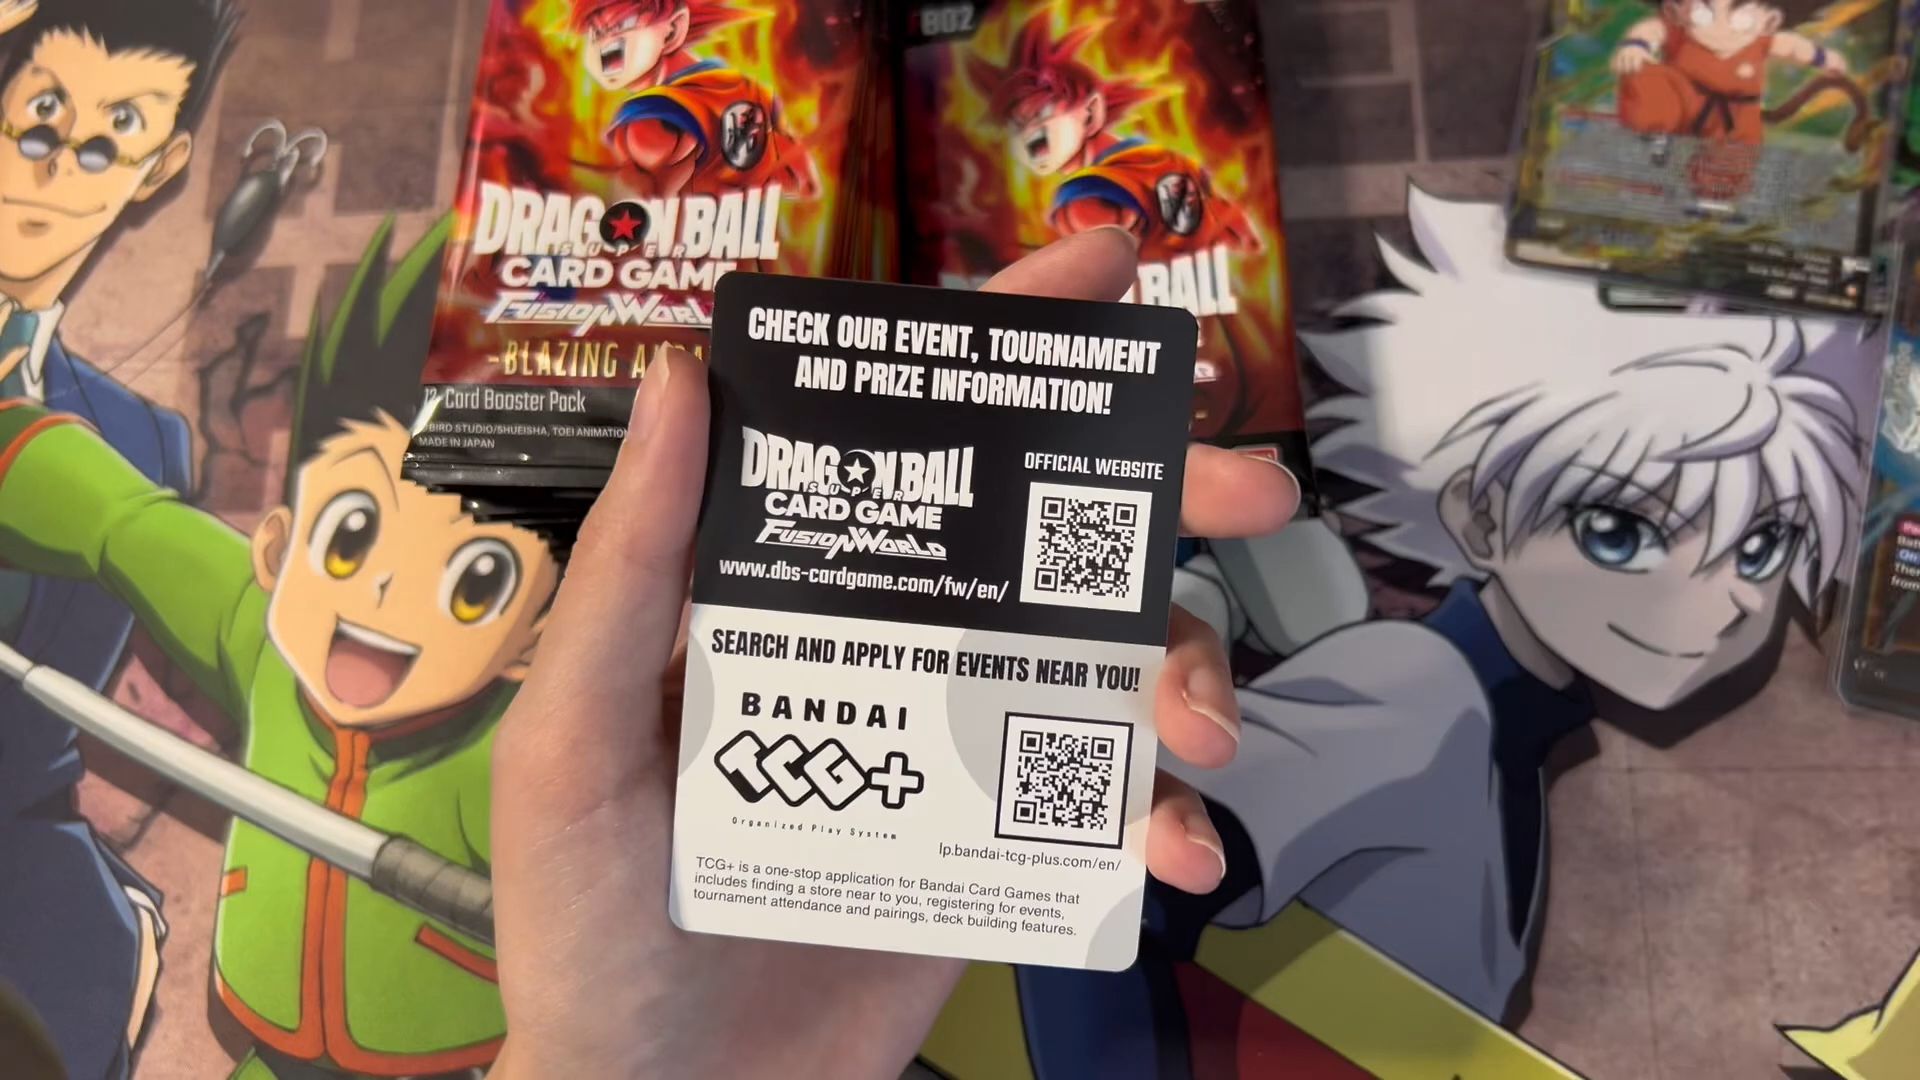 B02
DRAGON BALL
SUPER
CARD GAME
FUSION WORLD
-BLAZING AURA
12-Card Booster Pack
BIRD STUDIO/SHUEISHA, TOEI ANIMATION
MADE IN JAPAN
BALL
CHECK OUR EVENT, TOURNAMENT
AND PRIZE INFORMATION!
DRAGON BALL
SUPER
CARD GAME
FUSION WORLD
www.dbs-cardgame.com/fw/en/
OFFICIAL WEBSITE
SEARCH AND APPLY FOR EVENTS NEAR YOU!
BANDAI
TCG+
Organized Play System
lp.bandai-tcg-plus.com/en/
TCG+ is a one-stop application for Bandai Card Games that
includes finding a store near you, registering for events,
tournament attendance and pairings, deck building features.
from